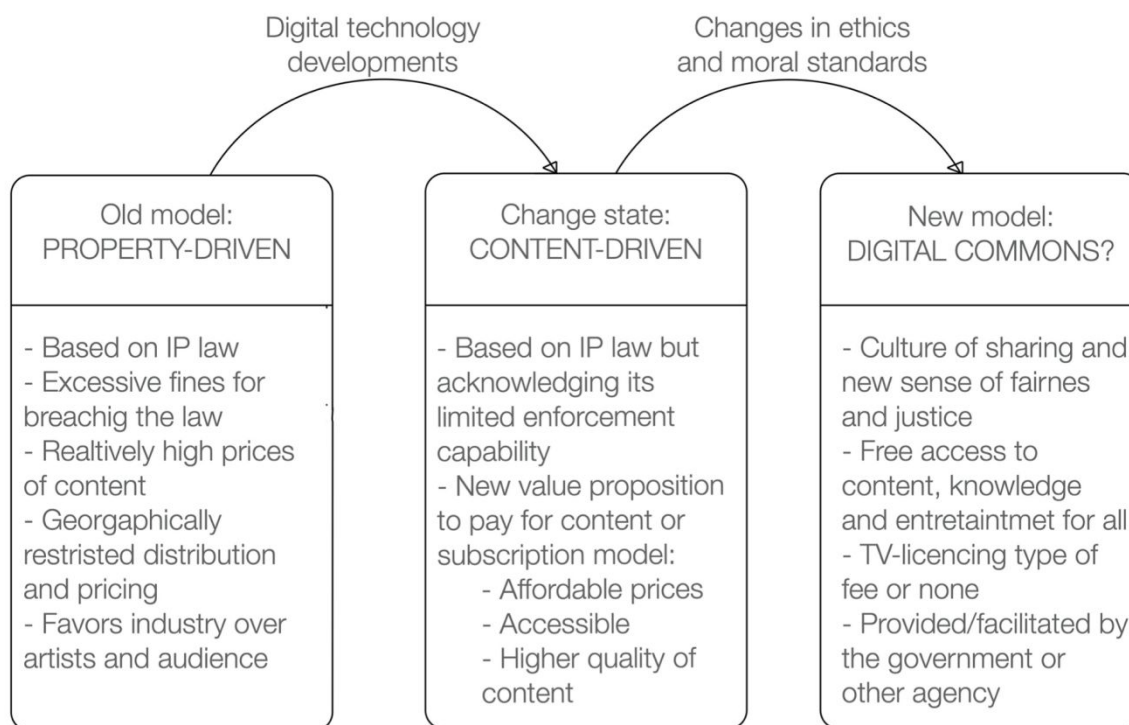 Digital technology
developments
Changes in ethics
and moral standards
Old model:
PROPERTY-DRIVEN
- Based on IP law
- Excessive fines for
breachig the law
- Realtively high prices
of content
- Georgaphically
restristed distribution
and pricing
- Favors industry over
artists and audience
Change state:
CONTENT-DRIVEN
- Based on IP law but
acknowledging its
limited enforcement
capability
- New value proposition
to pay for content or
subscription model:
- Affordable prices
- Accessible
- Higher quality of
content
New model:
DIGITAL COMMONS?
- Culture of sharing and
new sense of fairnes
and justice
- Free access to
content, knowledge
and entretaintmet for all
- TV-licencing type of
fee or none
- Provided/facilitated by
the government or
other agency